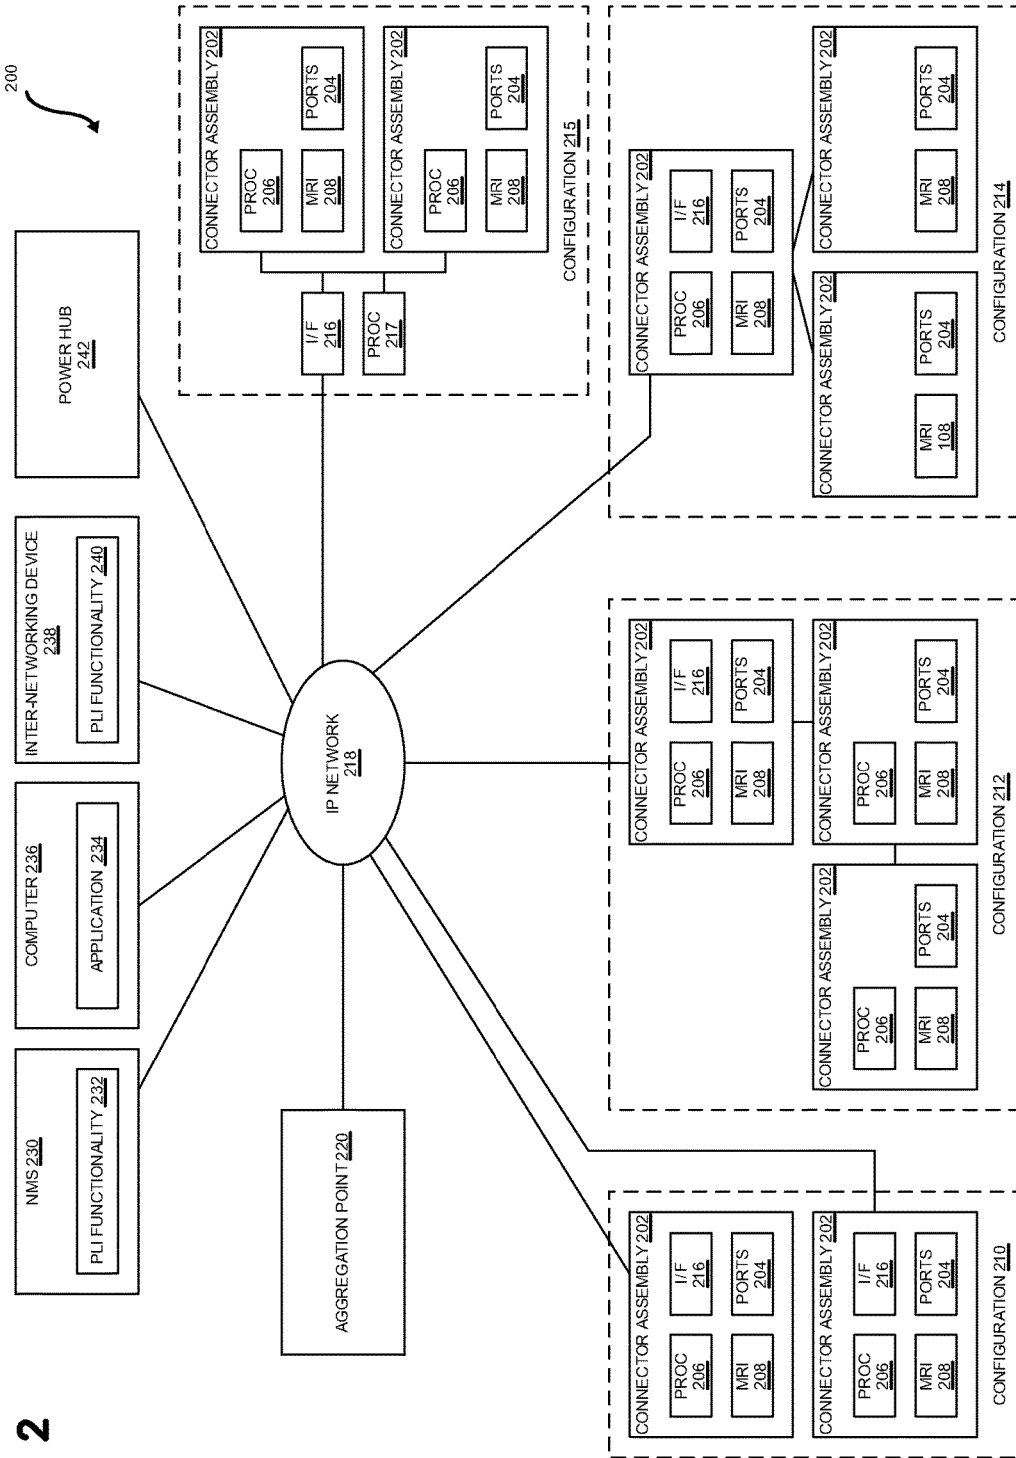 2
200
NMS 230
PLI FUNCTIONALITY 232
COMPUTER 236
APPLICATION 234
INTER-NETWORKING DEVICE
238
PLI FUNCTIONALITY 240
POWER HUB
242
AGGREGATION POINT 220
IP NETWORK
218
I/F
216
PROC
217
CONNECTOR ASSEMBLY 202
PROC
206
MRI
208
PORTS
204
CONNECTOR ASSEMBLY 202
PROC
206
MRI
208
PORTS
204
CONFIGURATION 215
CONNECTOR ASSEMBLY 202
PROC
206
I/F
216
MRI
208
PORTS
204
CONNECTOR ASSEMBLY 202
PROC
206
I/F
216
MRI
208
PORTS
204
CONFIGURATION 210
CONNECTOR ASSEMBLY 202
PROC
206
I/F
216
MRI
208
PORTS
204
CONNECTOR ASSEMBLY 202
PROC
206
MRI
208
PORTS
204
CONNECTOR ASSEMBLY 202
PROC
206
MRI
208
PORTS
204
CONFIGURATION 212
CONNECTOR ASSEMBLY 202
PROC
206
I/F
216
MRI
208
PORTS
204
CONNECTOR ASSEMBLY 202
MRI
108
PORTS
204
CONNECTOR ASSEMBLY 202
MRI
208
PORTS
204
CONFIGURATION 214